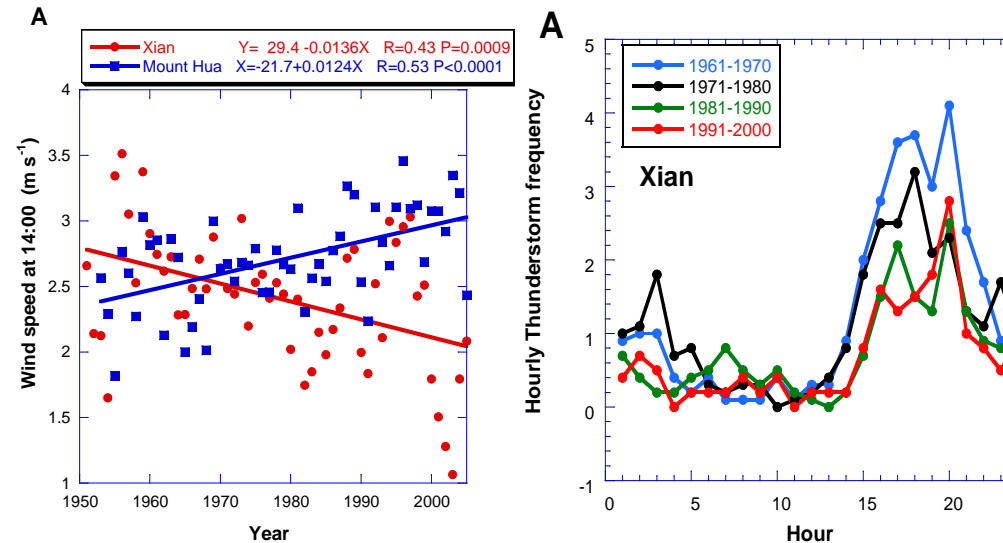 A
Xian Y= 29.4 -0.0136X R=0.43 P=0.0009
Mount Hua X=-21.7+0.0124X R=0.53 P<0.0001
4
3.5
3
2.5
2
1.5
1
Wind speed at 14:00 (m s-1)
1950 1960 1970 1980 1990 2000
Year
A
5
4
3
2
1
0
-1
Hourly Thunderstorm frequency
1961-1970
1971-1980
1981-1990
1991-2000
Xian
0 5 10 15 20
Hour